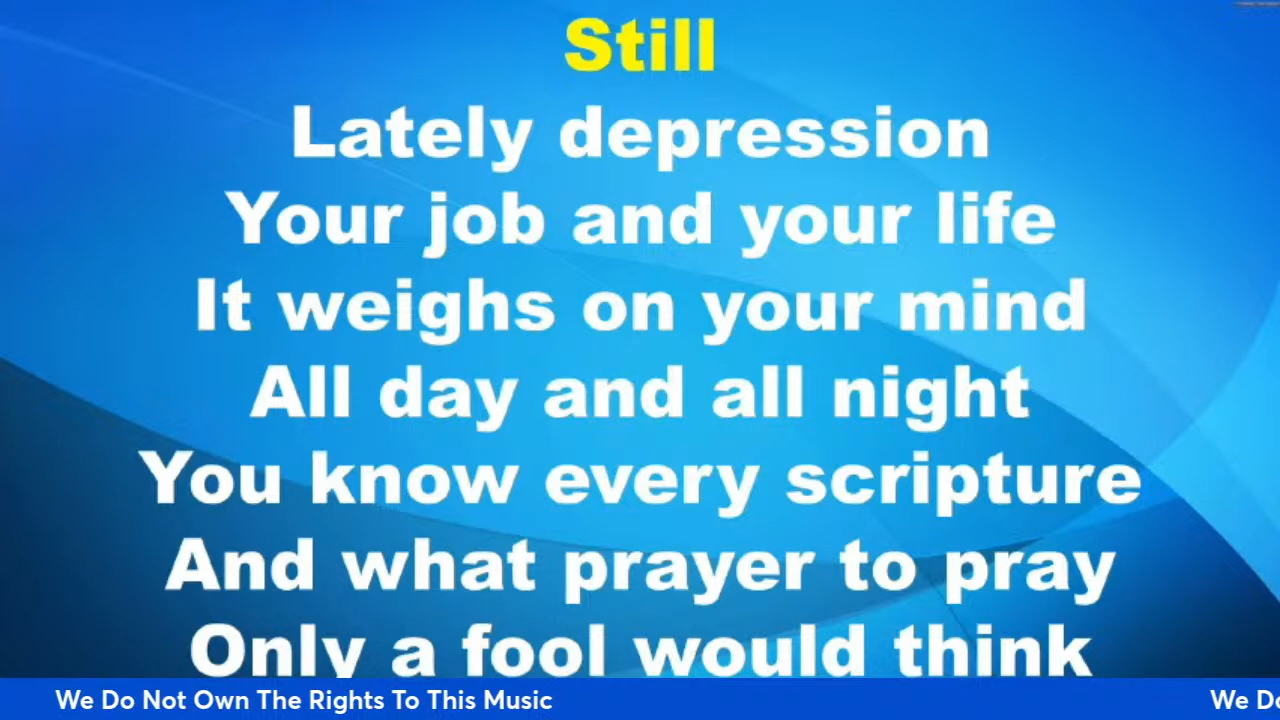 Still
Lately depression
Your job and your life
It weighs on your mind
All day and all night
You know every scripture
And what prayer to pray
Only a fool would think
We Do Not Own The Rights To This Music
We Do